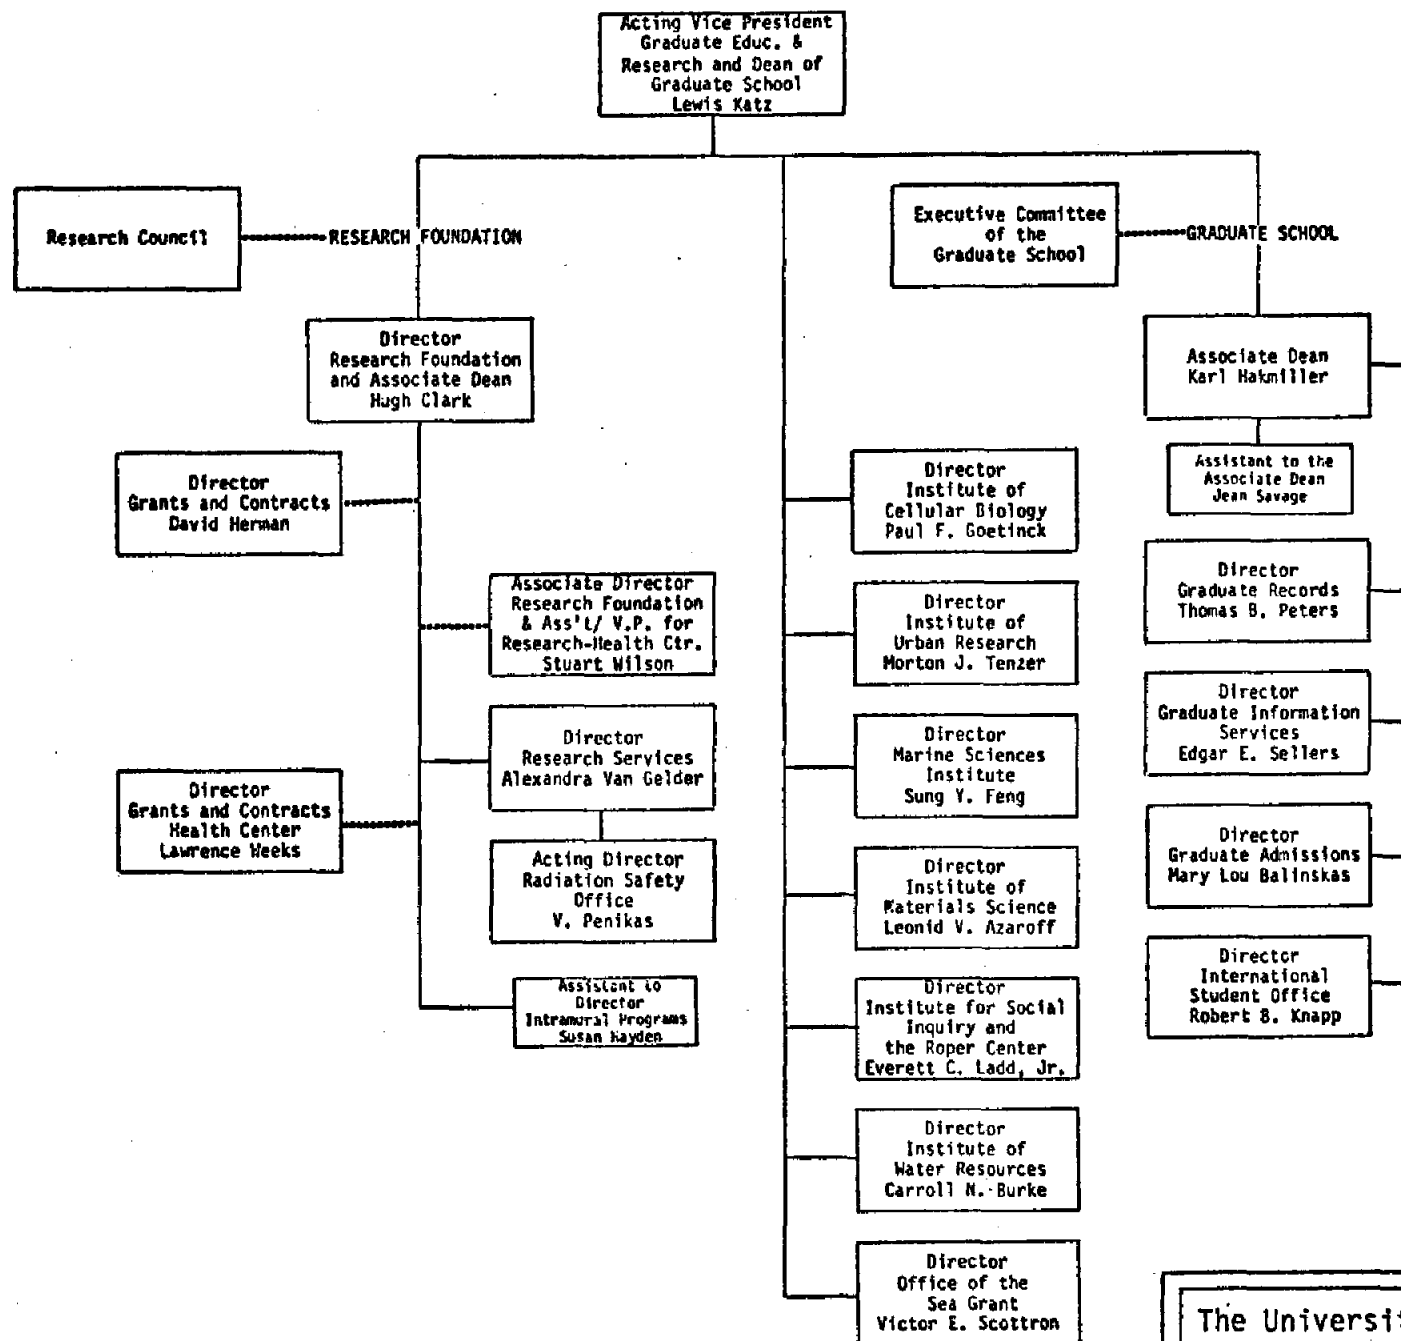 Acting Vice President
Graduate Educ. &
Research and Dean of
Graduate School
Lewis Katz
Research Council
RESEARCH FOUNDATION
Executive Committee
of the
Graduate School
GRADUATE SCHOOL
Director
Research Foundation
and Associate Dean
Hugh Clark
Associate Dean
Karl Hakmiller
Assistant to the
Associate Dean
Jean Savage
Director
Grants and Contracts
David Herman
Associate Director
Research Foundation
& Ass't/ V.P. for
Research-Health Ctr.
Stuart Wilson
Director
Research Services
Alexandra Van Gelder
Director
Grants and Contracts
Health Center
Lawrence Weeks
Acting Director
Radiation Safety
Office
V. Penikas
Assistant to
Director
Intramural Programs
Susan Hayden
Director
Institute of
Cellular Biology
Paul F. Goetinck
Director
Institute of
Urban Research
Morton J. Tenzer
Director
Marine Sciences
Institute
Sung Y. Feng
Director
Institute of
Materials Science
Leonid V. Azaroff
Director
Institute for Social
Inquiry and
the Roper Center
Everett C. Ladd, Jr.
Director
Institute of
Water Resources
Carroll N. Burke
Director
Office of the
Sea Grant
Victor E. Scottron
Director
Graduate Records
Thomas B. Peters
Director
Graduate Information
Services
Edgar E. Sellers
Director
Graduate Admissions
Mary Lou Balinskas
Director
International
Student Office
Robert B. Knapp
The Universit